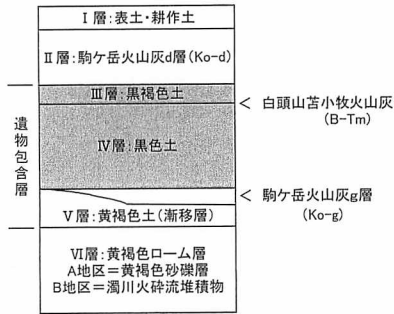 Ⅰ層:表土・耕作土
Ⅱ層:駒ケ岳火山灰d層(Ko-d)
Ⅲ層:黒褐色土
白頭山苫小牧火山灰
(B-Tm)
遺物包含層
Ⅳ層:黒色土
駒ケ岳火山灰g層
(Ko-g)
Ⅴ層:黄褐色土(漸移層)
Ⅵ層:黄褐色ローム層
A地区=黄褐色砂礫層
B地区=濁川火砕流堆積物